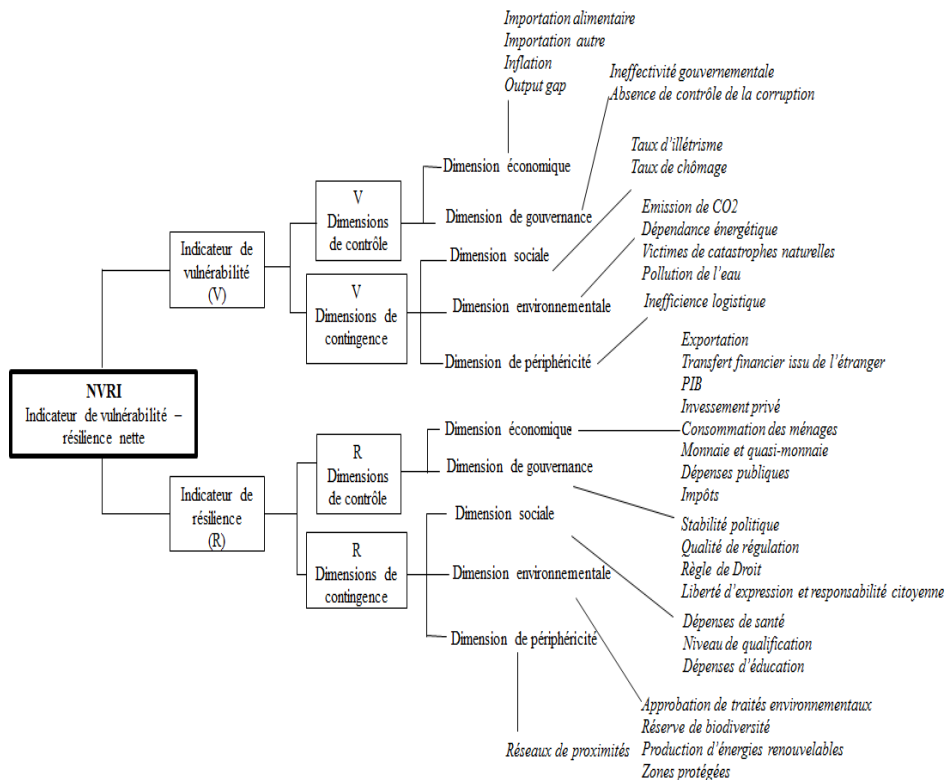 Importation alimentaire
Importation autre
Inflation
Output gap
Ineffectivité gouvernementale
Absence de contrôle de la corruption
Taux d'illétrisme
Taux de chômage
Dimension économique
V
Dimensions
de contrôle
Dimension de gouvernance
Emission de CO2
Dépendance énergétique
Victimes de catastrophes naturelles
Pollution de l'eau
Indicateur de
vulnérabilité
(V)
Dimension sociale
V
Dimensions de
contingence
Dimension environnementale
Inefficience logistique
Dimension de périphéricité
Exportation
Transfert financier issu de l'étranger
PIB
Invessement privé
Consommation des ménages
Monnaie et quasi-monnaie
Dépenses publiques
Impôts
NVRI
Indicateur de vulnérabilité –
résilience nette
Dimension économique
R
Dimensions
de contrôle
Dimension de gouvernance
Indicateur de
résilience
(R)
Dimension sociale
Stabilité politique
Qualité de régulation
Règle de Droit
Liberté d'expression et responsabilité citoyenne
R
Dimensions de
contingence
Dimension environnementale
Dépenses de santé
Niveau de qualification
Dépenses d'éducation
Dimension de périphéricité
Approbation de traités environnementaux
Réserve de biodiversité
Production d'énergies renouvelables
Zones protégées
Réseaux de proximités